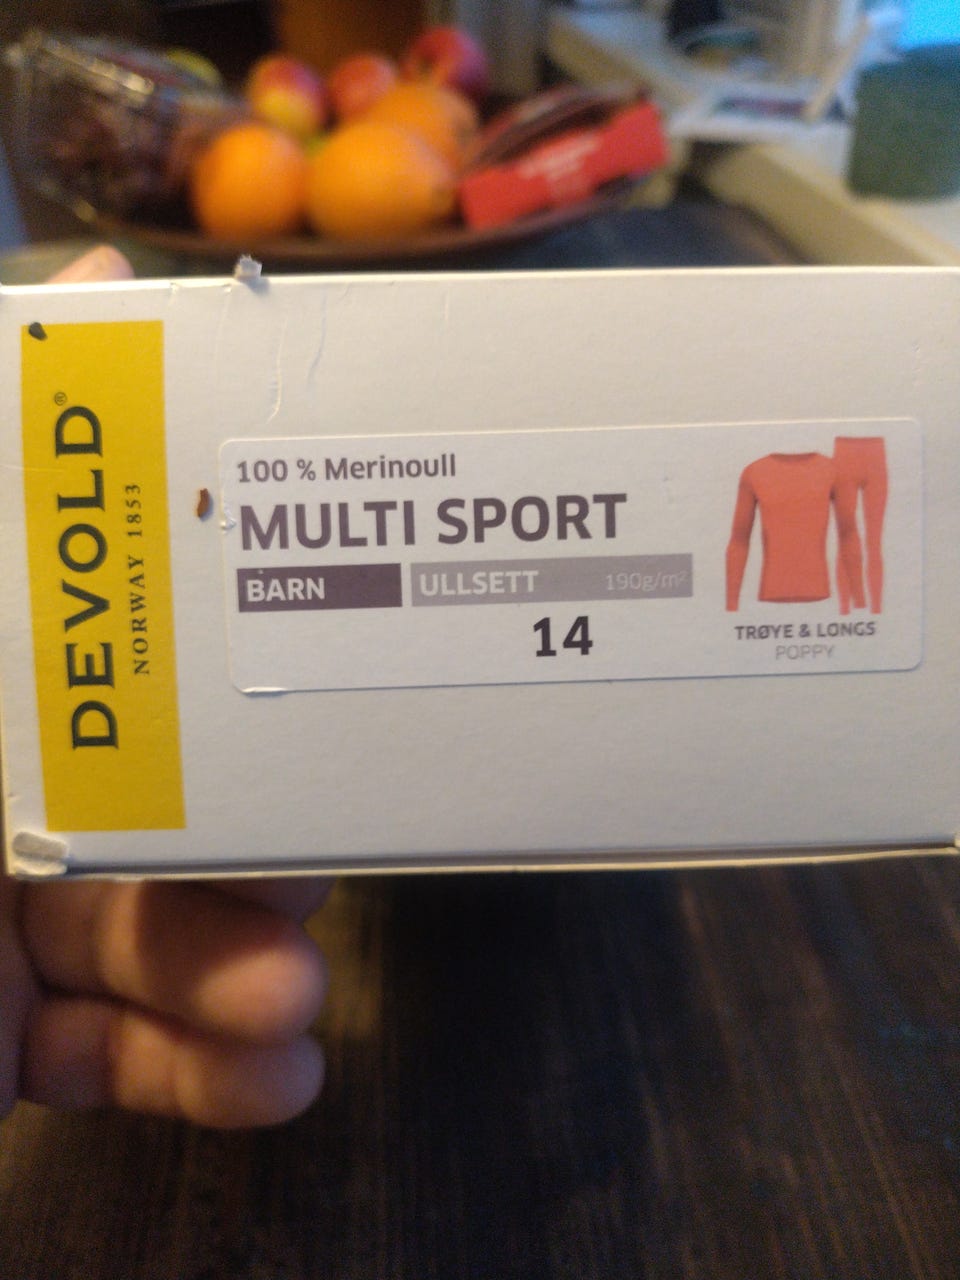 DEVOLD®
NORWAY 1853
100 % Merinoull
MULTI SPORT
BARN
ULLSETT 190g/m²
14
TRØYE & LONGS
POPPY